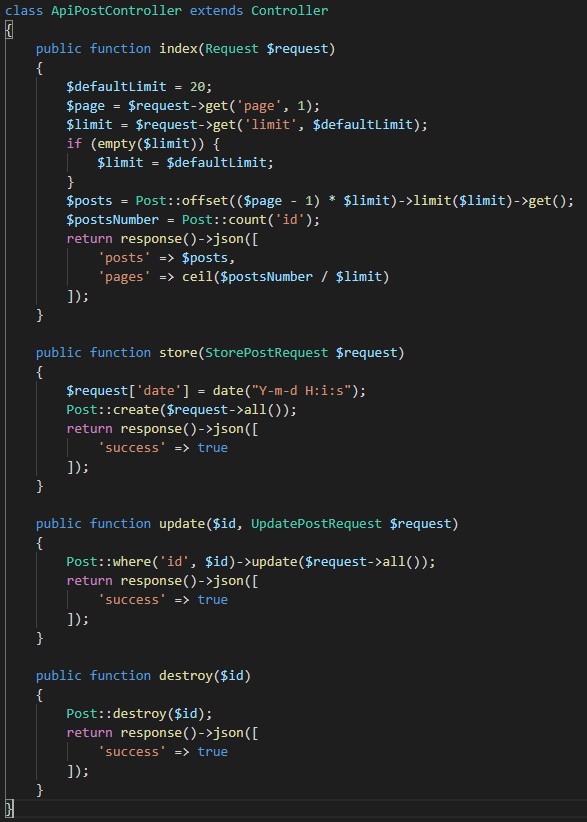 class ApiPostController extends Controller
{
    public function index(Request $request)
    {
        $defaultLimit = 20;
        $page = $request->get('page', 1);
        $limit = $request->get('limit', $defaultLimit);
        if (empty($limit)) {
            $limit = $defaultLimit;
        }
        $posts = Post::offset(($page - 1) * $limit)->limit($limit)->get();
        $postsNumber = Post::count('id');
        return response()->json([
            'posts' => $posts,
            'pages' => ceil($postsNumber / $limit)
        ]);
    }

    public function store(StorePostRequest $request)
    {
        $request['date'] = date("Y-m-d H:i:s");
        Post::create($request->all());
        return response()->json([
            'success' => true
        ]);
    }

    public function update($id, UpdatePostRequest $request)
    {
        Post::where('id', $id)->update($request->all());
        return response()->json([
            'success' => true
        ]);
    }

    public function destroy($id)
    {
        Post::destroy($id);
        return response()->json([
            'success' => true
        ]);
    }
}